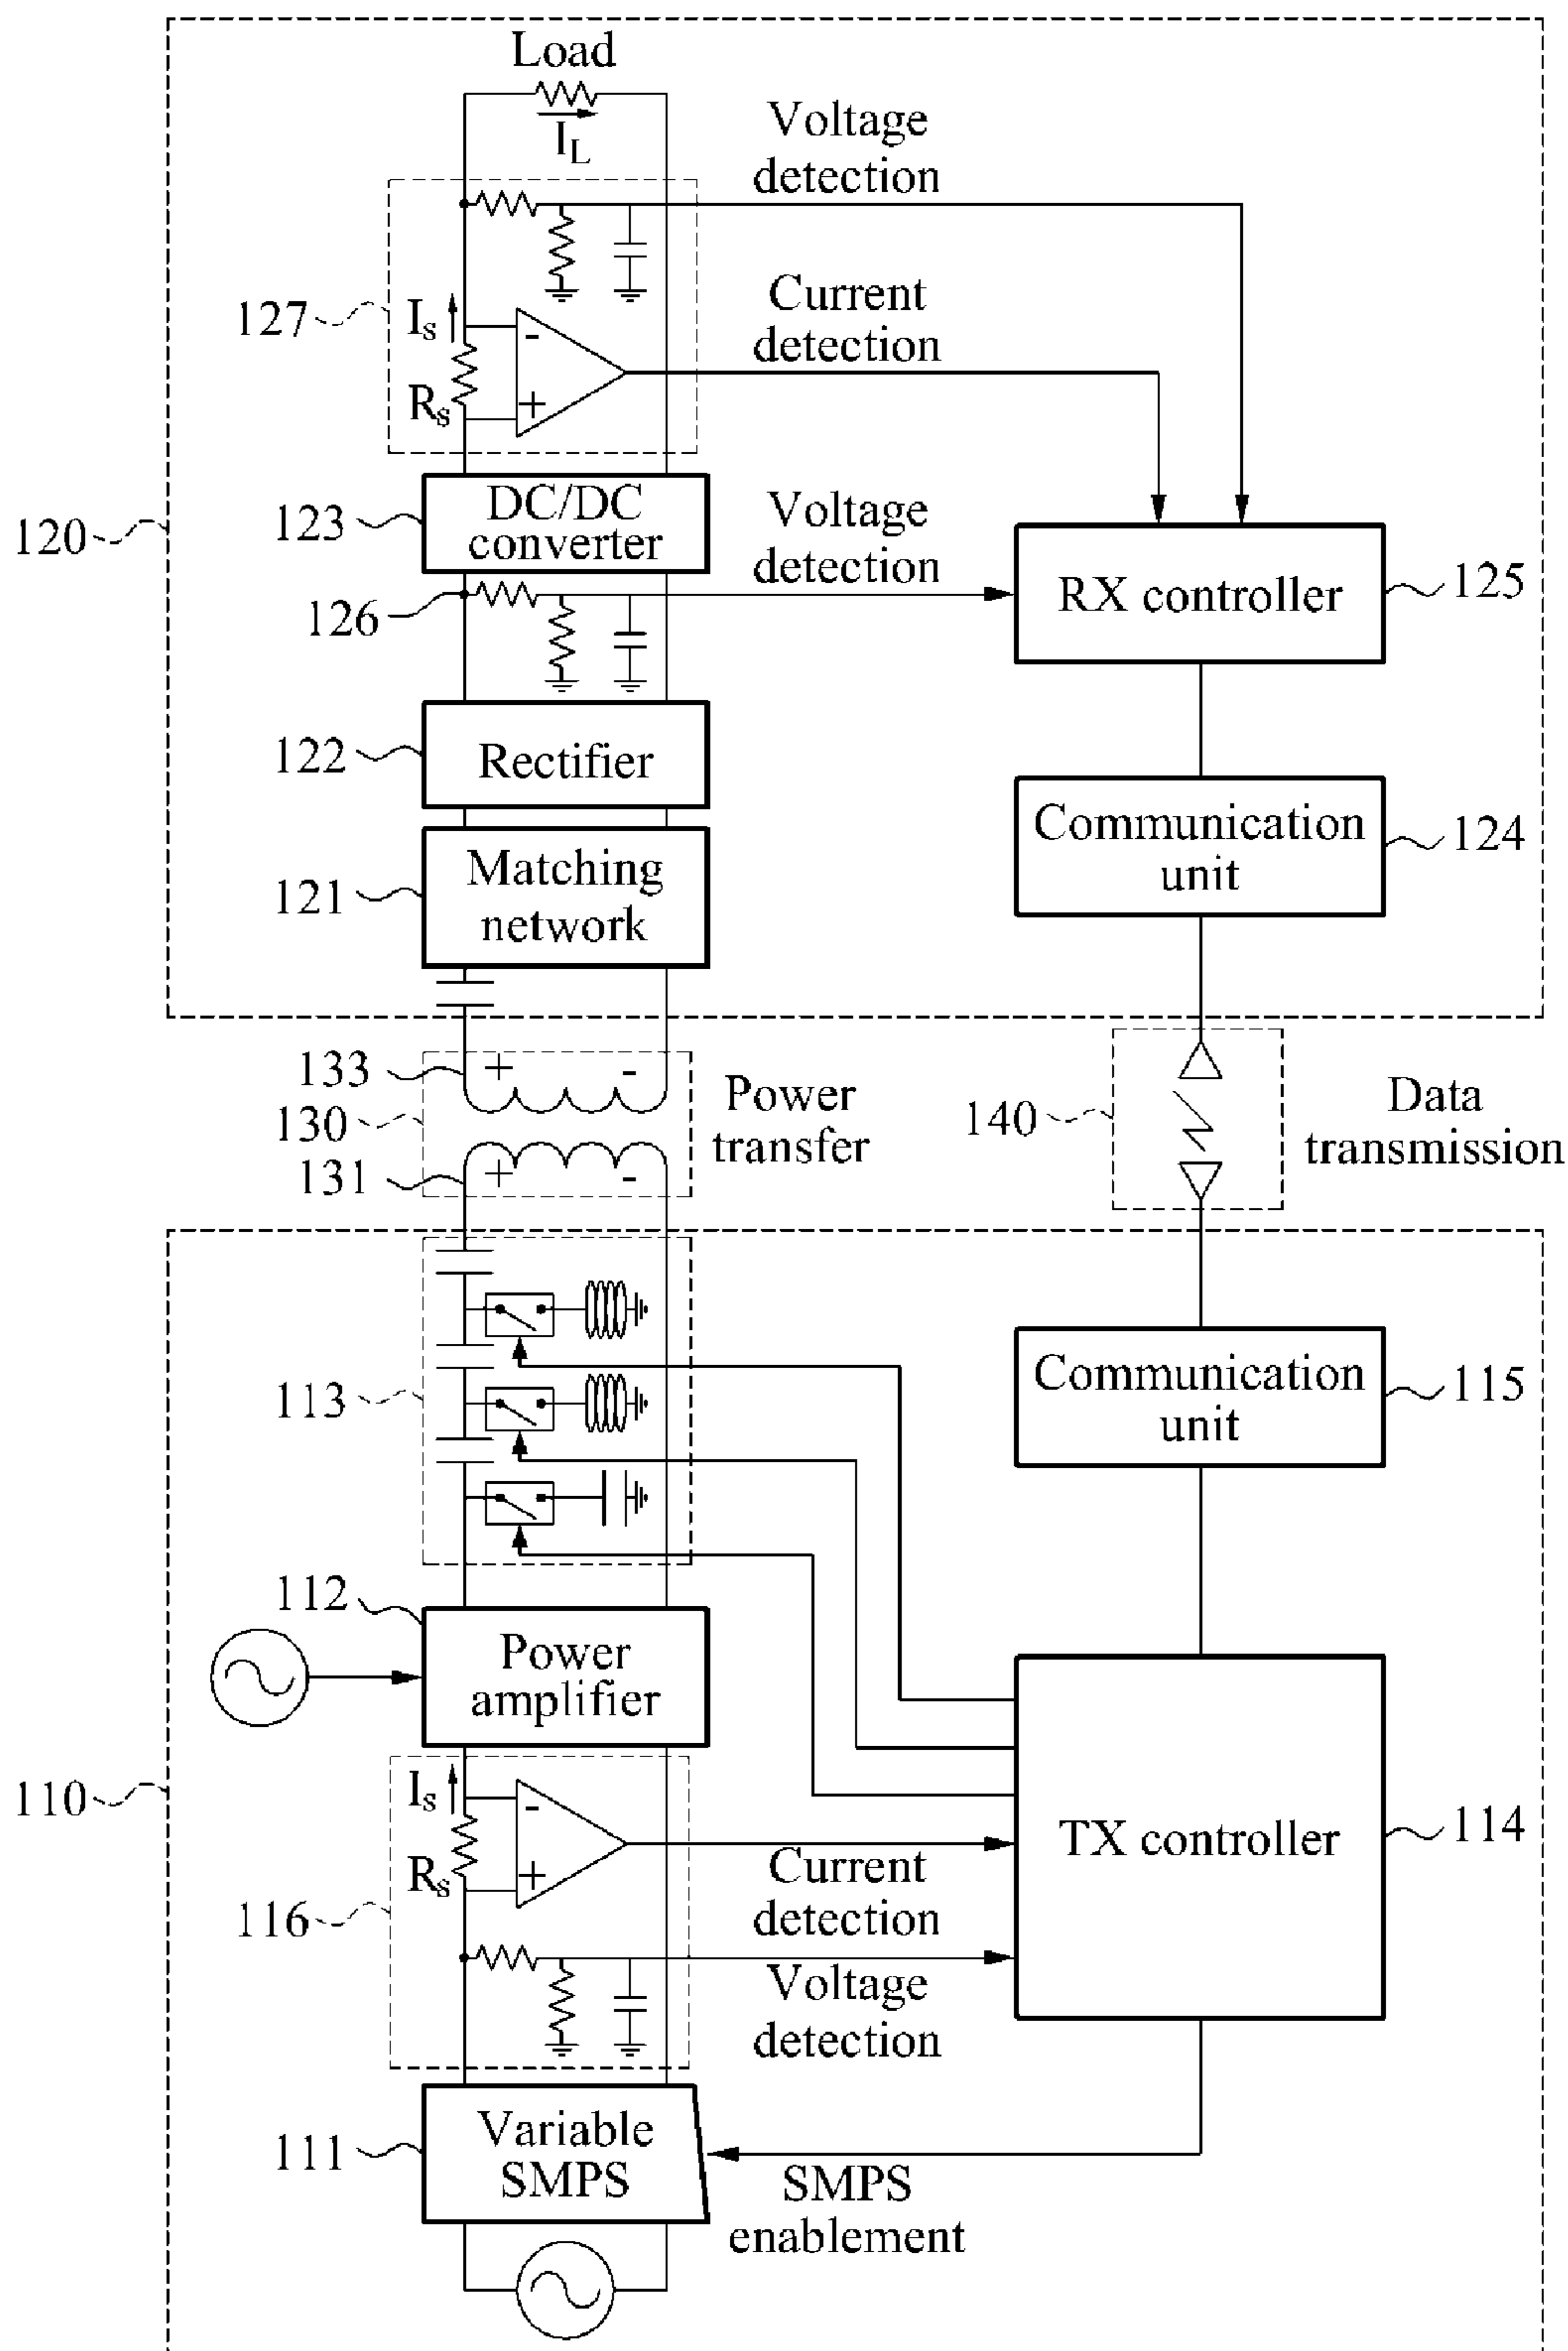 Load
I_L
Voltage
detection
127
I_s
-
Current
detection
R_s
+
120
123
DC/DC
converter
Voltage
detection
126
RX controller
125
122
Rectifier
121
Matching
network
Communication
unit
124
133
+ -
130
Power
transfer
140
Data
transmission
131
+ -
113
Communication
unit
115
112
Power
amplifier
110
I_s
-
TX controller
114
R_s
+
Current
detection
116
Voltage
detection
111
Variable
SMPS
SMPS
enablement